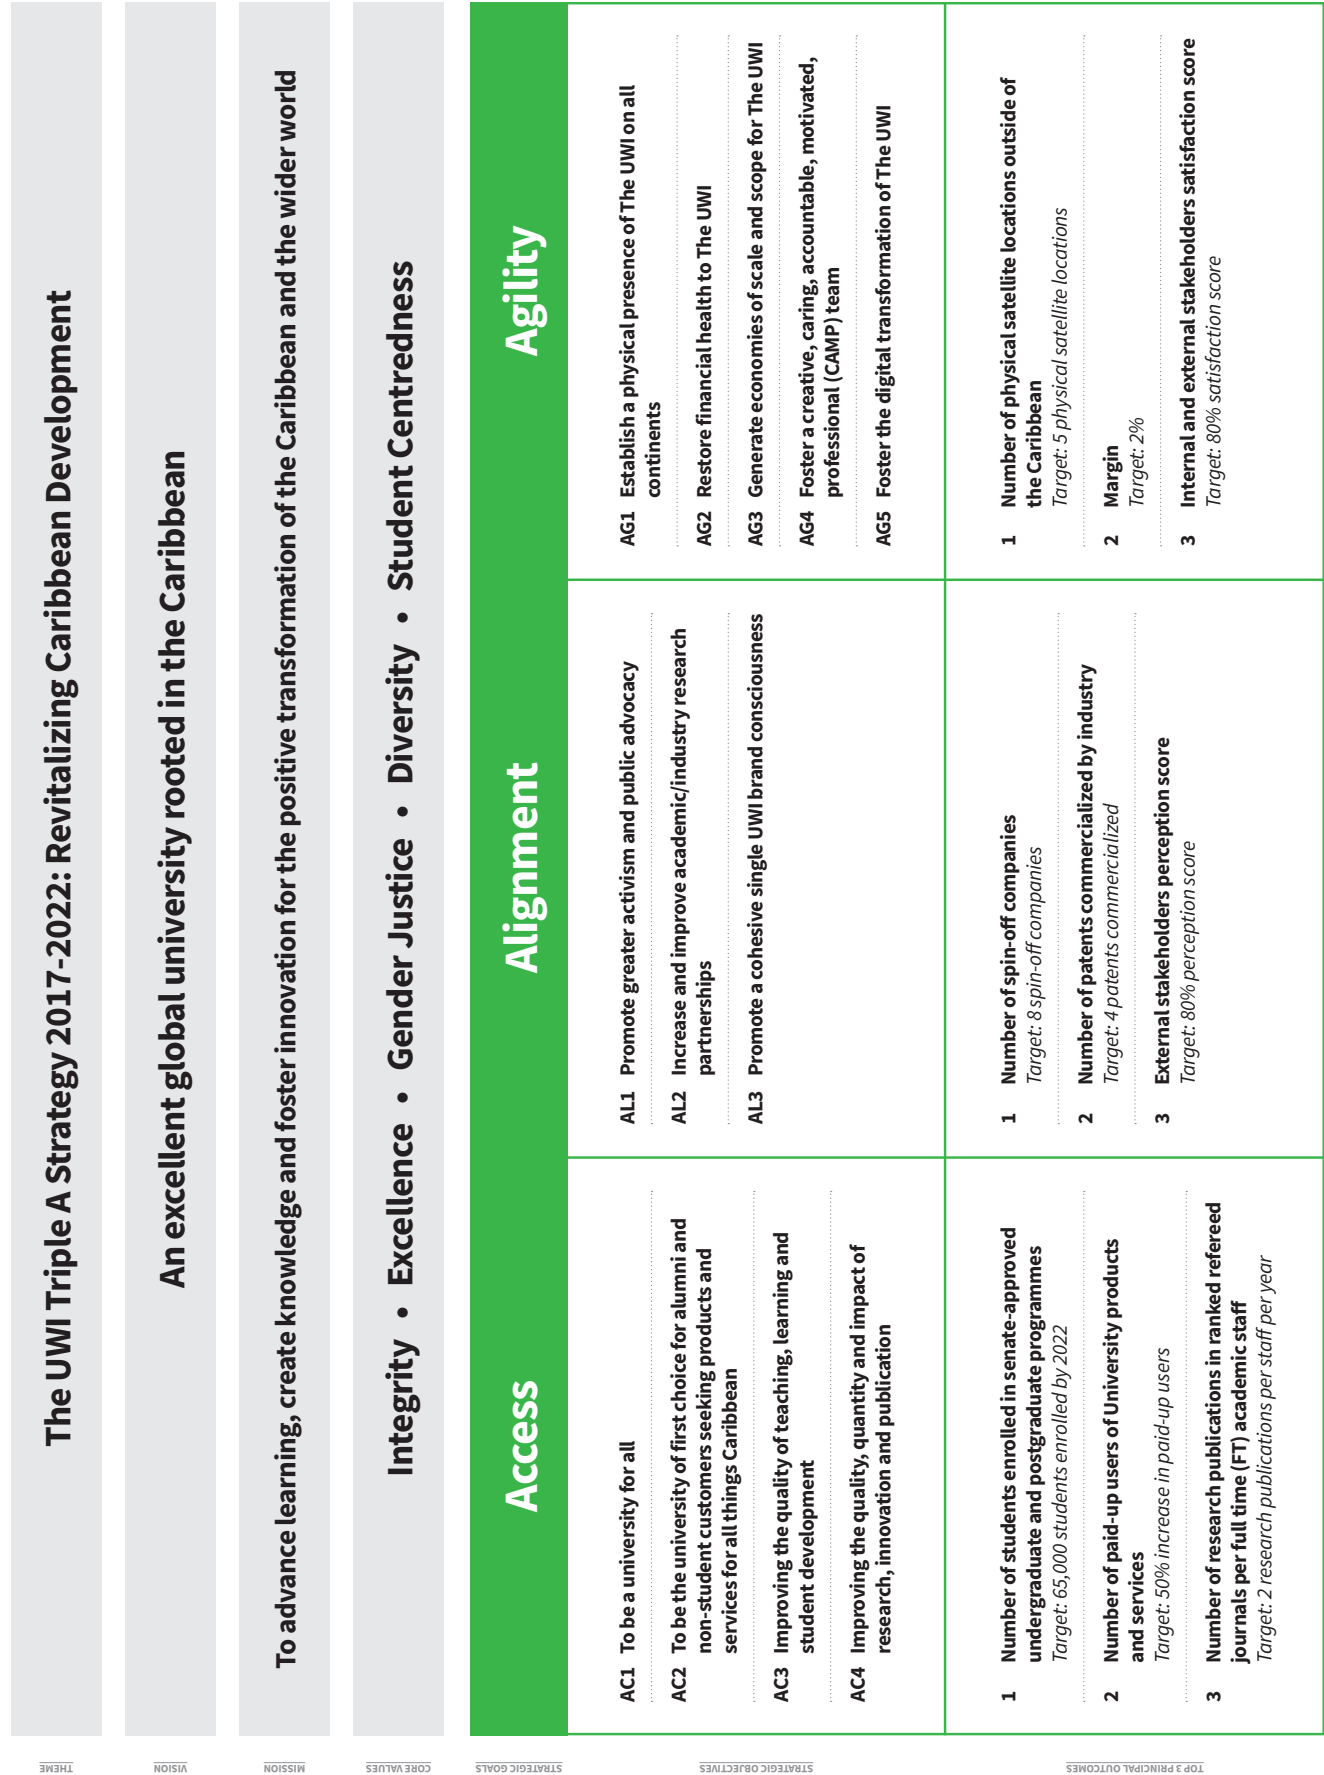 THEME
The UWI Triple A Strategy 2017-2022: Revitalizing Caribbean Development
VISION
An excellent global university rooted in the Caribbean
MISSION
To advance learning, create knowledge and foster innovation for the positive transformation of the Caribbean and the wider world
CORE VALUES
Integrity • Excellence • Gender Justice • Diversity • Student Centredness
STRATEGIC GOALS
Access
Alignment
Agility
STRATEGIC OBJECTIVES
AC1 To be a university for all
AC2 To be the university of first choice for alumni and
non-student customers seeking products and
services for all things Caribbean
AC3 Improving the quality of teaching, learning and
student development
AC4 Improving the quality, quantity and impact of
research, innovation and publication
AL1 Promote greater activism and public advocacy
AL2 Increase and improve academic/industry research
partnerships
AL3 Promote a cohesive single UWI brand consciousness
AG1 Establish a physical presence of The UWI on all
continents
AG2 Restore financial health to The UWI
AG3 Generate economies of scale and scope for The UWI
AG4 Foster a creative, caring, accountable, motivated,
professional (CAMP) team
AG5 Foster the digital transformation of The UWI
TOP 3 PRINCIPAL OUTCOMES
1 Number of students enrolled in senate-approved
undergraduate and postgraduate programmes
Target: 65,000 students enrolled by 2022
2 Number of paid-up users of University products
and services
Target: 50% increase in paid-up users
3 Number of research publications in ranked refereed
journals per full time (FT) academic staff
Target: 2 research publications per staff per year
1 Number of spin-off companies
Target: 8 spin-off companies
2 Number of patents commercialized by industry
Target: 4 patents commercialized
3 External stakeholders perception score
Target: 80% perception score
1 Number of physical satellite locations outside of
the Caribbean
Target: 5 physical satellite locations
2 Margin
Target: 2%
3 Internal and external stakeholders satisfaction score
Target: 80% satisfaction score